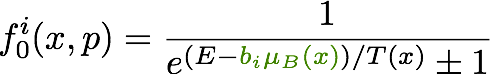 $f_0^i(x, p) = \frac{1}{e^{(E - b_i \mu_B(x))/T(x)} \pm 1}$